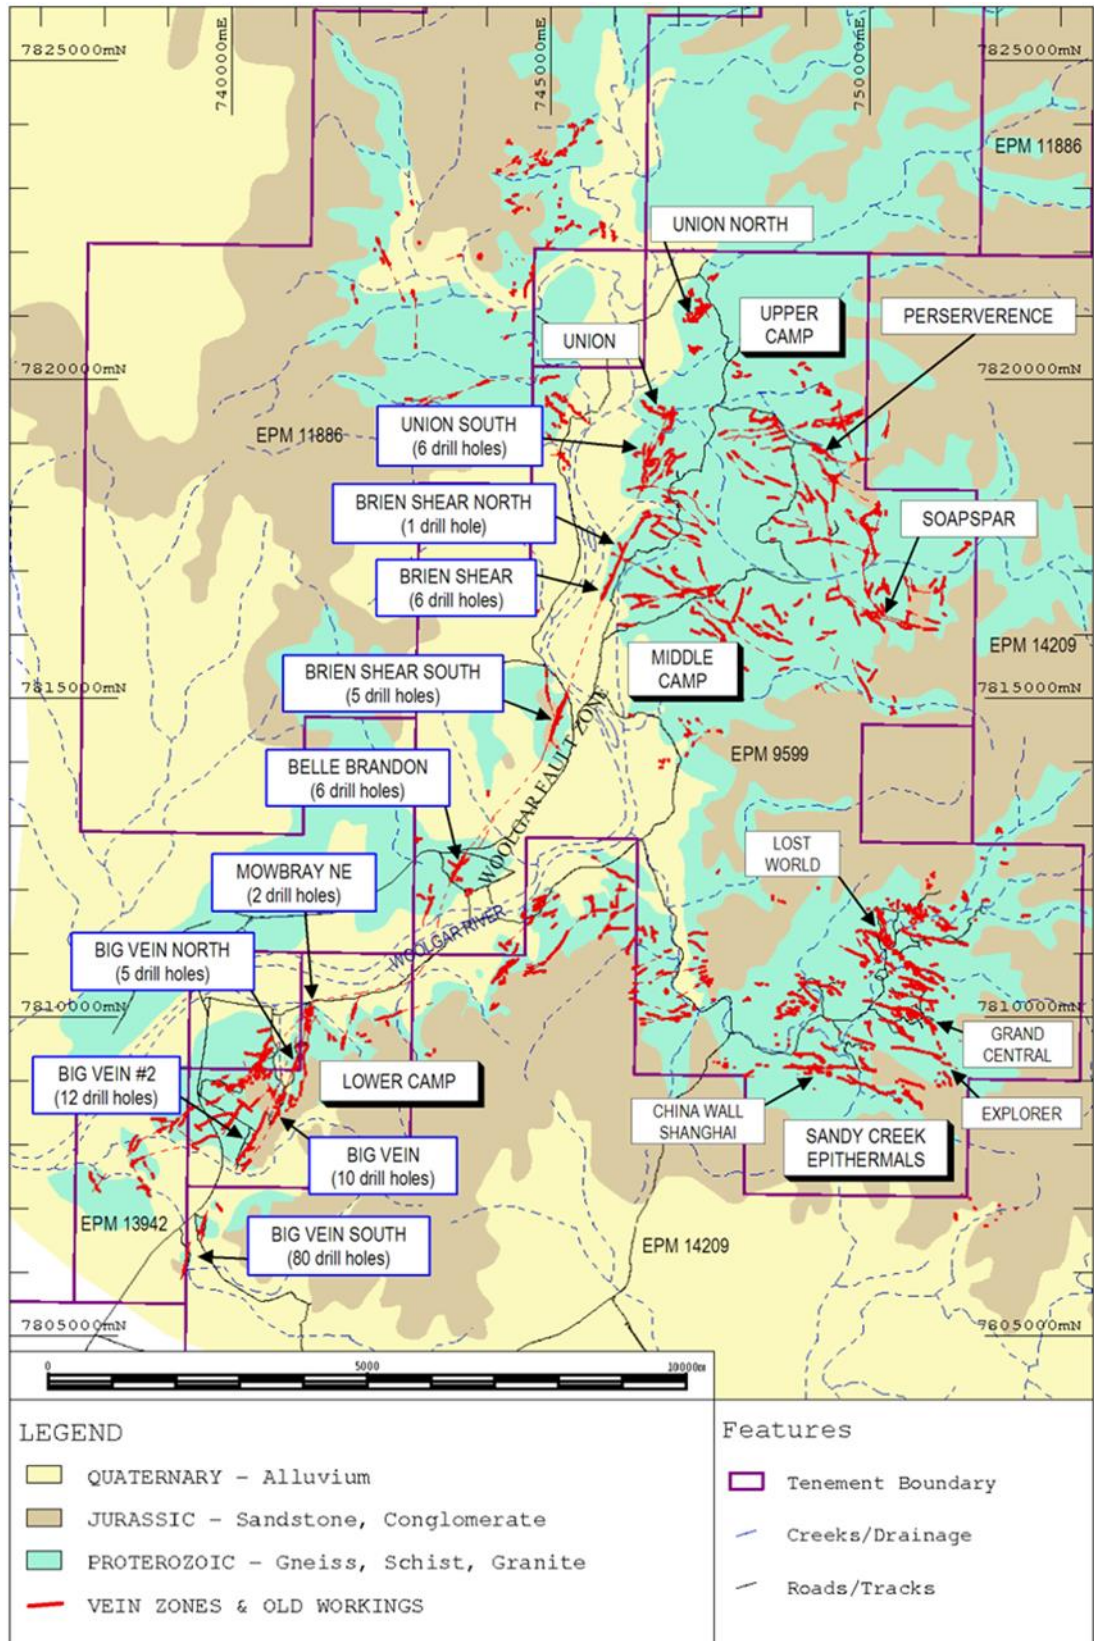 7825000mN
740000mE
745000mE
750000mE
7825000mN
EPM 11886
UNION NORTH
UPPER
CAMP
PERSERVERENCE
UNION
7820000mN
7820000mN
EPM 11886
UNION SOUTH
(6 drill holes)
BRIEN SHEAR NORTH
(1 drill hole)
SOAPSPAR
BRIEN SHEAR
(6 drill holes)
EPM 14209
MIDDLE
CAMP
BRIEN SHEAR SOUTH
(5 drill holes)
7815000mN
7815000mN
WOOLGAR FAULT ZONE
EPM 9599
BELLE BRANDON
(6 drill holes)
LOST
WORLD
MOWBRAY NE
(2 drill holes)
WOOLGAR RIVER
BIG VEIN NORTH
(5 drill holes)
7810000mN
7810000mN
GRAND
CENTRAL
BIG VEIN #2
(12 drill holes)
LOWER CAMP
CHINA WALL
SHANGHAI
EXPLORER
SANDY CREEK
EPITHERMALS
BIG VEIN
(10 drill holes)
EPM 13942
BIG VEIN SOUTH
(80 drill holes)
EPM 14209
7805000mN
7805000mN
0 5000 10000m
LEGEND
QUATERNARY – Alluvium
JURASSIC – Sandstone, Conglomerate
PROTEROZOIC – Gneiss, Schist, Granite
VEIN ZONES & OLD WORKINGS
Features
Tenement Boundary
Creeks/Drainage
Roads/Tracks